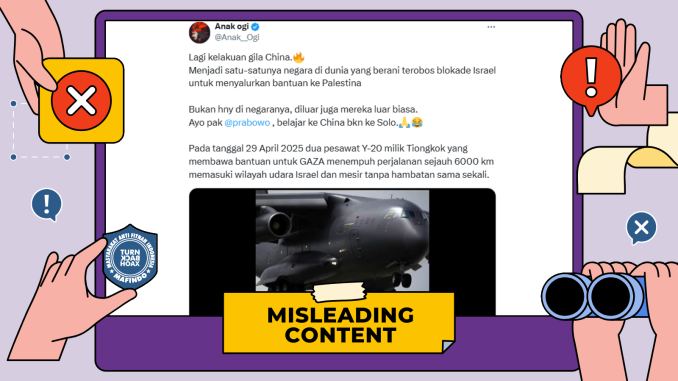 Anak ogi
@Anak__Ogi
Lagi kelakuan gila China.🔥
Menjadi satu-satunya negara di dunia yang berani terobos blokade Israel
untuk menyalurkan bantuan ke Palestina
Bukan hny di negaranya, diluar juga mereka luar biasa.
Ayo pak @prabowo , belajar ke China bkn ke Solo.🙏😂
Pada tanggal 29 April 2025 dua pesawat Y-20 milik Tiongkok yang
membawa bantuan untuk GAZA menempuh perjalanan sejauh 6000 km
memasuki wilayah udara Israel dan mesir tanpa hambatan sama sekali.
MASYARAKAT ANTI FITNAH INDONESIA
TURN
BACK
HOAX
MAFINDO
MISLEADING
CONTENT